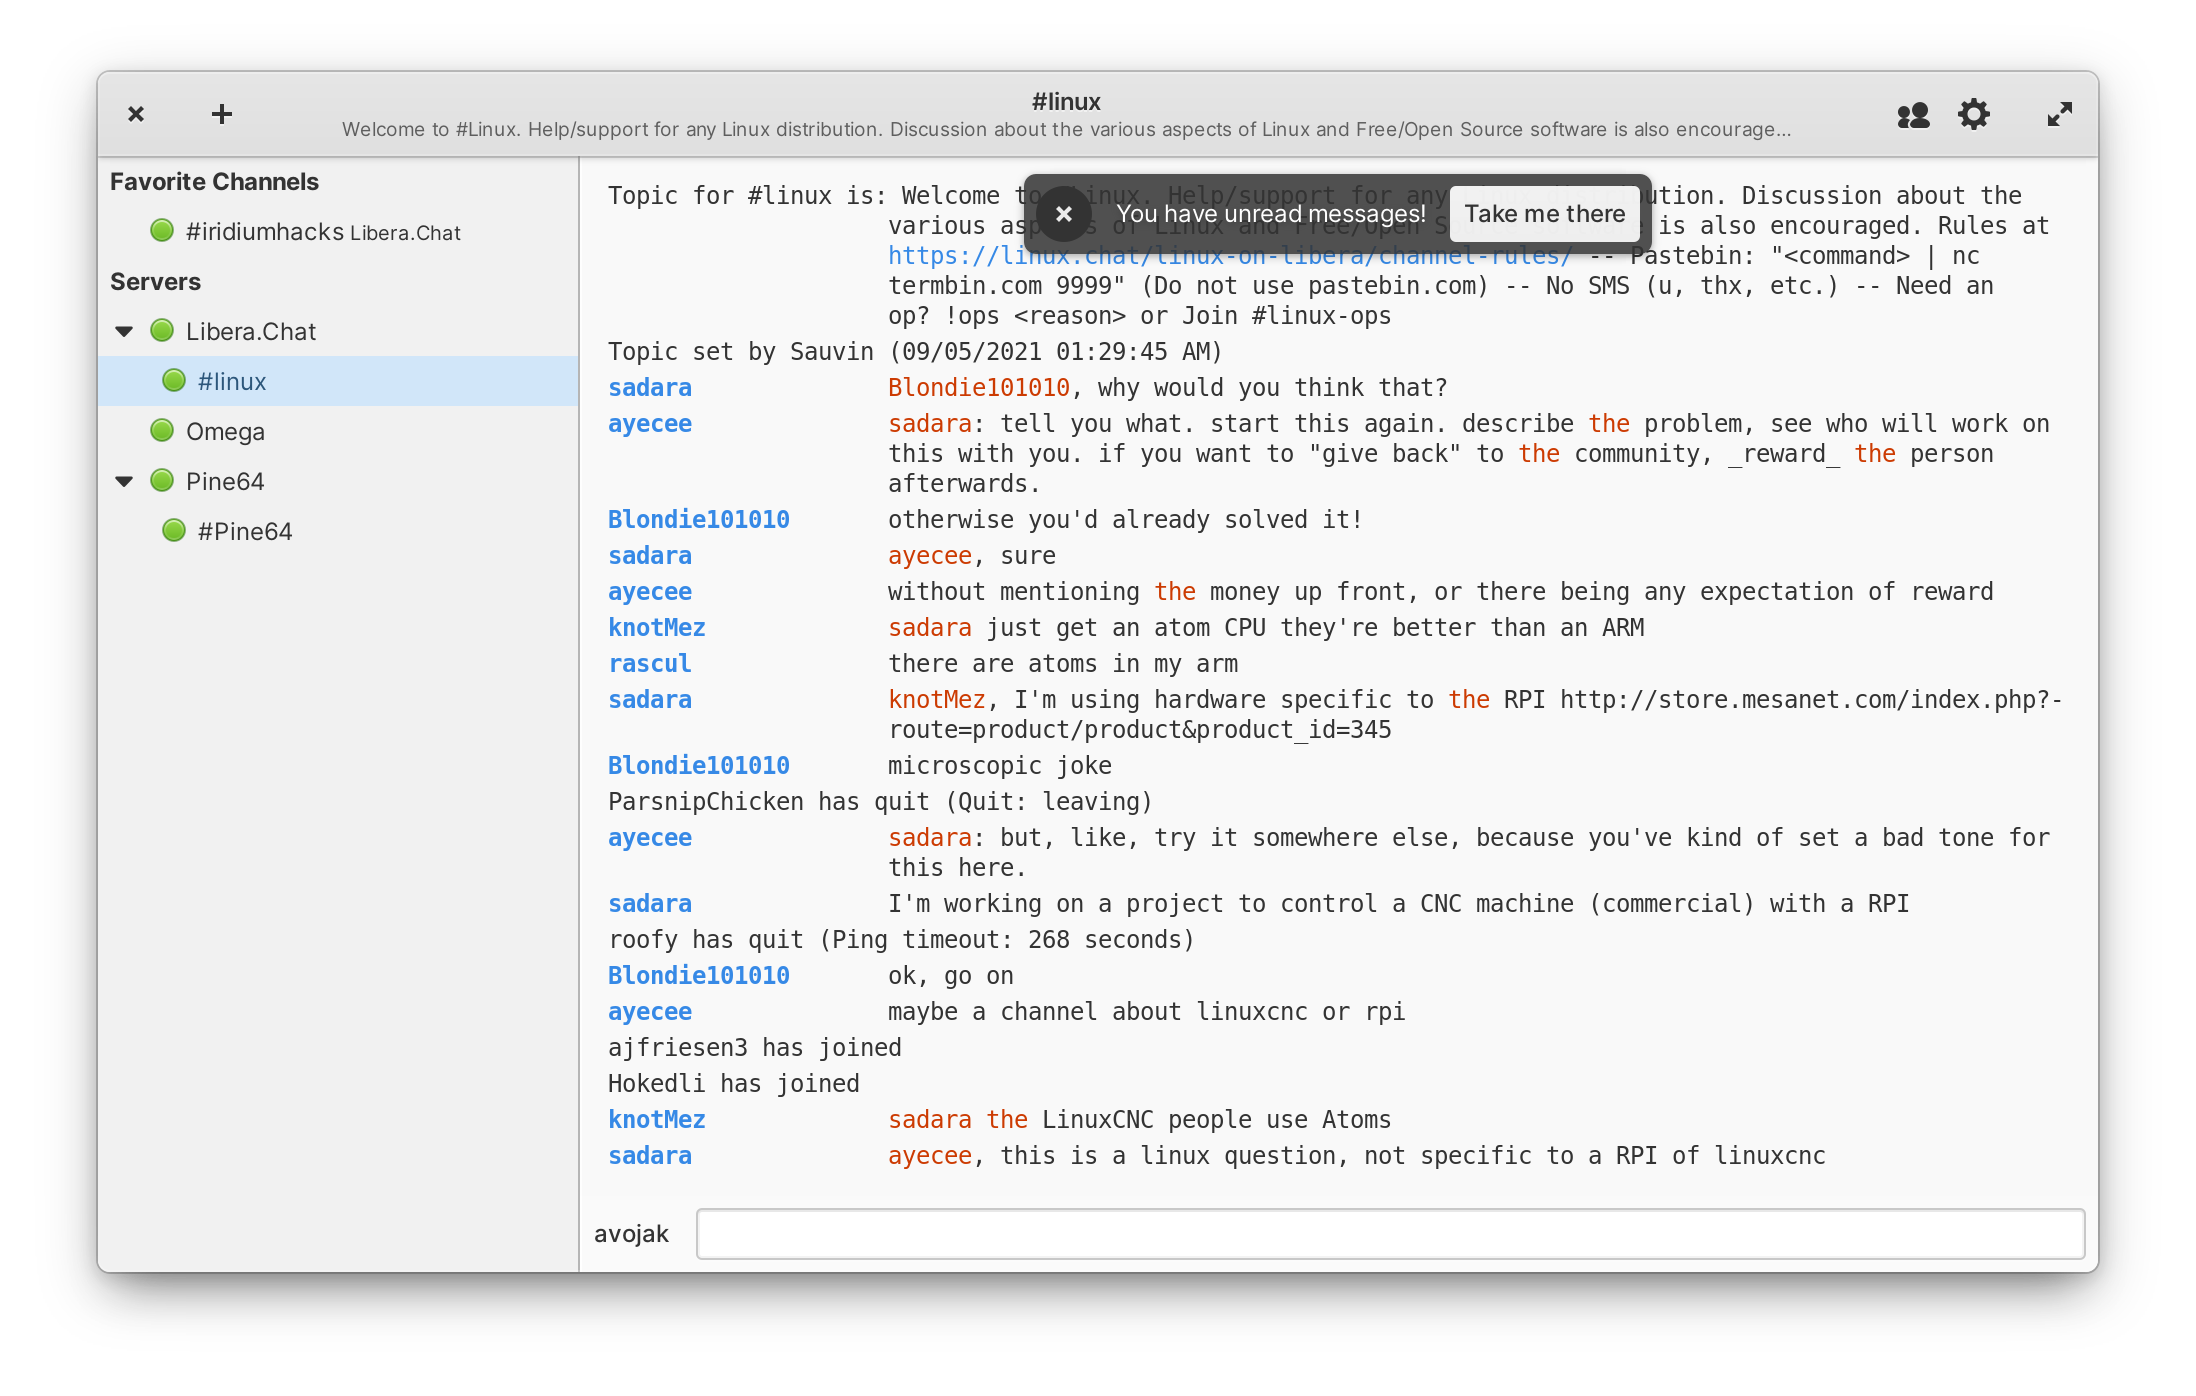 #linux
Welcome to #Linux. Help/support for any Linux distribution. Discussion about the various aspects of Linux and Free/Open Source software is also encourage...
Favorite Channels
#iridiumhacks Libera.Chat
Servers
Libera.Chat
#linux
Omega
Pine64
#Pine64
You have unread messages!
Take me there
Topic for #linux is: Welcome to Linux. Help/support for any ution. Discussion about the
various aspects of Linux and Free/Open is also encouraged. Rules at
https://linux.chat/linux-on-libera/channel-rules/ -- Pastebin: "<command> | nc
termbin.com 9999" (Do not use pastebin.com) -- No SMS (u, thx, etc.) -- Need an
op? !ops <reason> or Join #linux-ops
Topic set by Sauvin (09/05/2021 01:29:45 AM)
sadara Blondie101010, why would you think that?
ayecee sadara: tell you what. start this again. describe the problem, see who will work on
this with you. if you want to "give back" to the community, _reward_ the person
afterwards.
Blondie101010 otherwise you'd already solved it!
sadara ayecee, sure
ayecee without mentioning the money up front, or there being any expectation of reward
knotMez sadara just get an atom CPU they're better than an ARM
rascul there are atoms in my arm
sadara knotMez, I'm using hardware specific to the RPI http://store.mesanet.com/index.php?-
route=product/product&product_id=345
Blondie101010 microscopic joke
ParsnipChicken has quit (Quit: leaving)
ayecee sadara: but, like, try it somewhere else, because you've kind of set a bad tone for
this here.
sadara I'm working on a project to control a CNC machine (commercial) with a RPI
roofy has quit (Ping timeout: 268 seconds)
Blondie101010 ok, go on
ayecee maybe a channel about linuxcnc or rpi
ajfriesen3 has joined
Hokedli has joined
knotMez sadara the LinuxCNC people use Atoms
sadara ayecee, this is a linux question, not specific to a RPI of linuxcnc
avojak